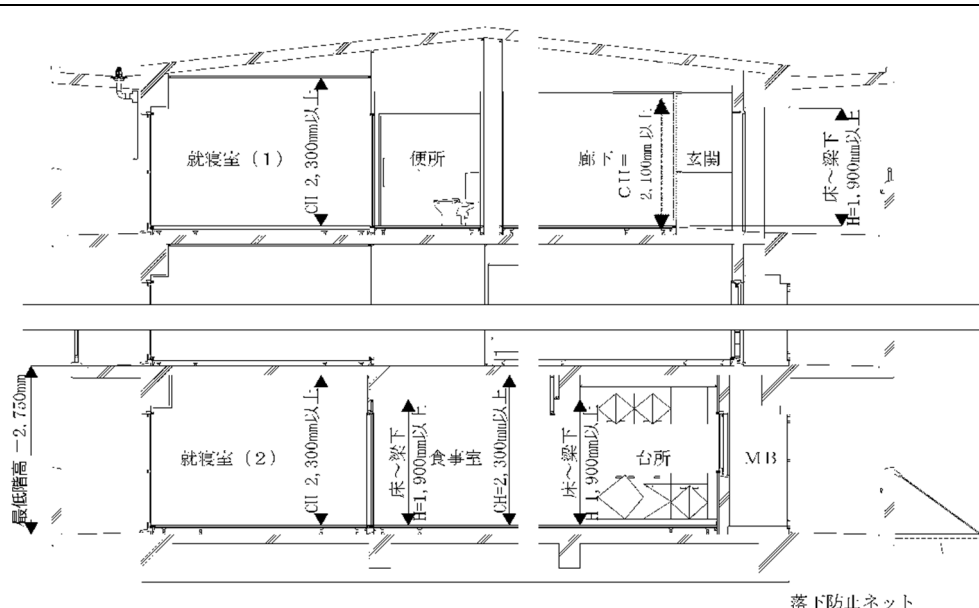 就寝室（1）
CH 2,300mm以上
便所
廊下
CH=
2,100mm以上
玄関
床～梁下
H=1,900mm以上
最低階高 −2,750mm
就寝室（2）
CH 2,300mm以上
床～梁下
H=1,900mm以上
食事室
CH=2,300mm以上
床～梁下
H 1,900mm以上
台所
MB
落下防止ネット